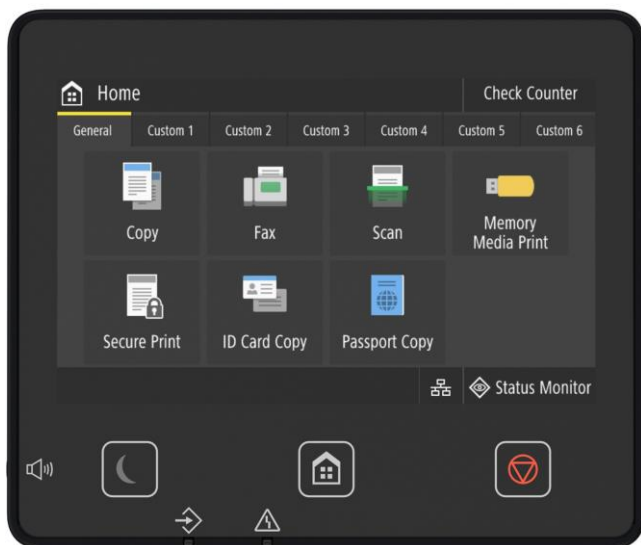 Home
Check Counter
General
Custom 1
Custom 2
Custom 3
Custom 4
Custom 5
Custom 6
Copy
Fax
Scan
Memory
Media Print
Secure Print
ID Card Copy
Passport Copy
Status Monitor